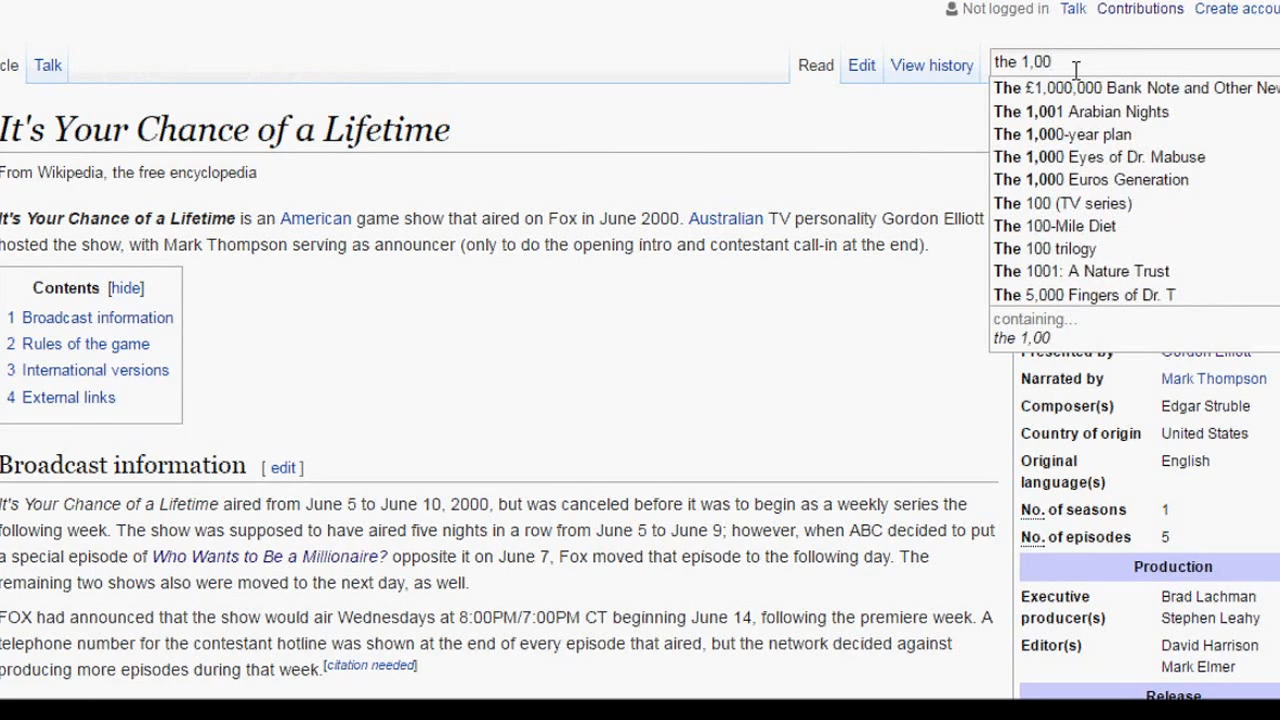 Not logged in Talk Contributions Create accou
cle Talk Read Edit View history the 1,00
The £1,000,000 Bank Note and Other New
The 1,001 Arabian Nights
The 1,000-year plan
The 1,000 Eyes of Dr. Mabuse
The 1,000 Euros Generation
The 100 (TV series)
The 100-Mile Diet
The 100 trilogy
The 1001: A Nature Trust
The 5,000 Fingers of Dr. T
containing...
the 1,00
It's Your Chance of a Lifetime
From Wikipedia, the free encyclopedia
It's Your Chance of a Lifetime is an American game show that aired on Fox in June 2000. Australian TV personality Gordon Elliott
hosted the show, with Mark Thompson serving as announcer (only to do the opening intro and contestant call-in at the end).
Contents [hide]
1 Broadcast information
2 Rules of the game
3 International versions
4 External links
Presented by Gordon Elliott
Narrated by Mark Thompson
Composer(s) Edgar Struble
Country of origin United States
Original language(s) English
No. of seasons 1
No. of episodes 5
Production
Executive producer(s) Brad Lachman
Stephen Leahy
Editor(s) David Harrison
Mark Elmer
Release
Broadcast information [ edit ]
It's Your Chance of a Lifetime aired from June 5 to June 10, 2000, but was canceled before it was to begin as a weekly series the
following week. The show was supposed to have aired five nights in a row from June 5 to June 9; however, when ABC decided to put
a special episode of Who Wants to Be a Millionaire? opposite it on June 7, Fox moved that episode to the following day. The
remaining two shows also were moved to the next day, as well.
FOX had announced that the show would air Wednesdays at 8:00PM/7:00PM CT beginning June 14, following the premiere week. A
telephone number for the contestant hotline was shown at the end of every episode that aired, but the network decided against
producing more episodes during that week.[citation needed]